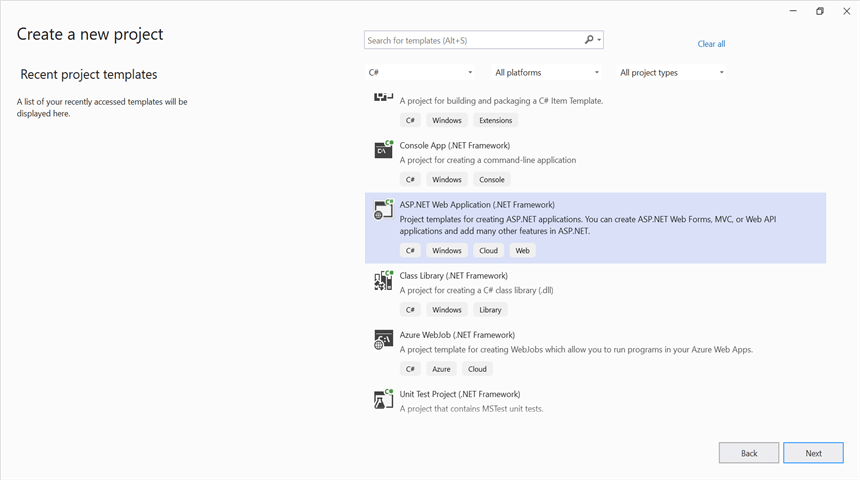 Create a new project
Recent project templates
A list of your recently accessed templates will be
displayed here.
Search for templates (Alt+S)
Clear all
C#
All platforms
All project types
A project for building and packaging a C# Item Template.
C#
Windows
Extensions
Console App (.NET Framework)
A project for creating a command-line application
C#
Windows
Console
ASP.NET Web Application (.NET Framework)
Project templates for creating ASP.NET applications. You can create ASP.NET Web Forms, MVC, or Web API
applications and add many other features in ASP.NET.
C#
Windows
Cloud
Web
Class Library (.NET Framework)
A project for creating a C# class library (.dll)
C#
Windows
Library
Azure WebJob (.NET Framework)
A project template for creating WebJobs which allow you to run programs in your Azure Web Apps.
C#
Azure
Cloud
Unit Test Project (.NET Framework)
A project that contains MSTest unit tests.
Back
Next